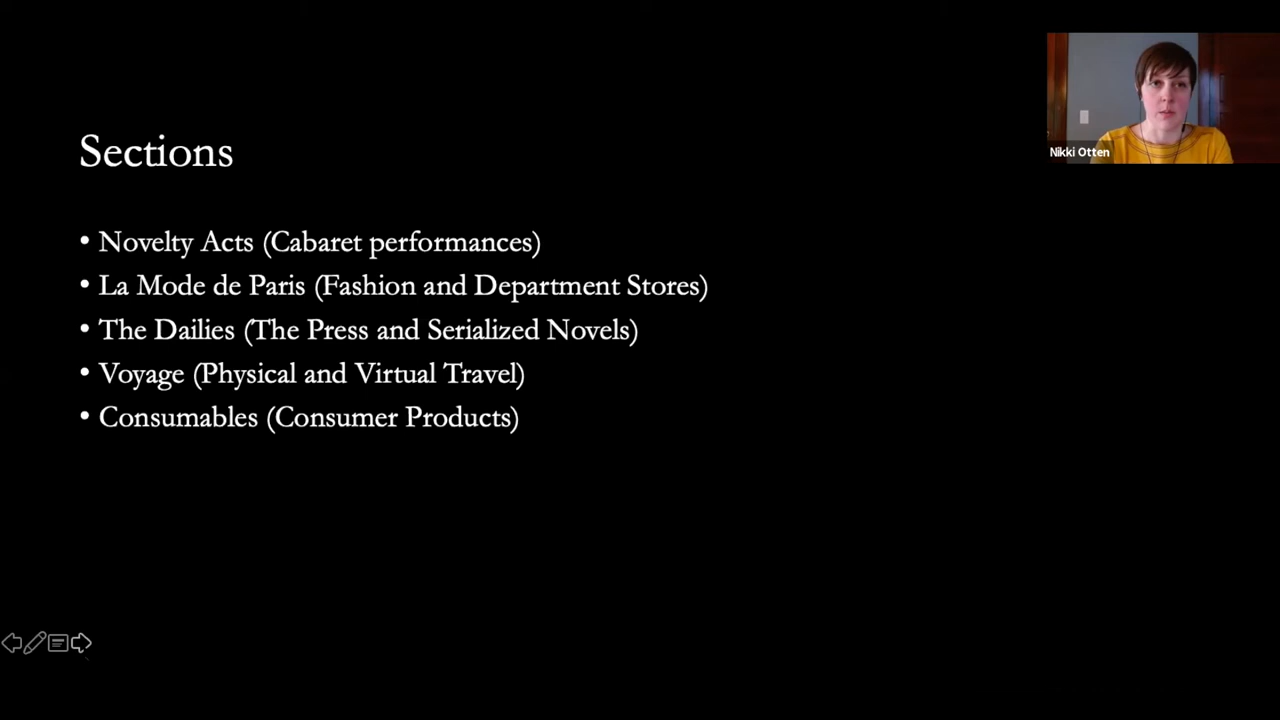 Sections
• Novelty Acts (Cabaret performances)
• La Mode de Paris (Fashion and Department Stores)
• The Dailies (The Press and Serialized Novels)
• Voyage (Physical and Virtual Travel)
• Consumables (Consumer Products)
Nikki Otten